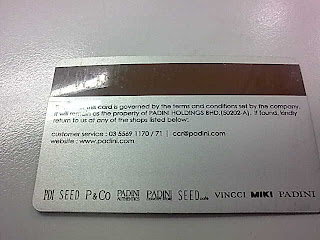 this card is governed by the terms and conditions set by the company.
It will remain as the property of PADINI HOLDINGS BHD.(50202-A). If found, kindly
return to us at any of the shops listed below.
customer service : 03 5569 1170 / 71 | ccr@padini.com
website : www.padini.com
PDI SEED P&Co PADINI AUTHENTICS PADINI SEED cafe VINCCI MIKI PADINI